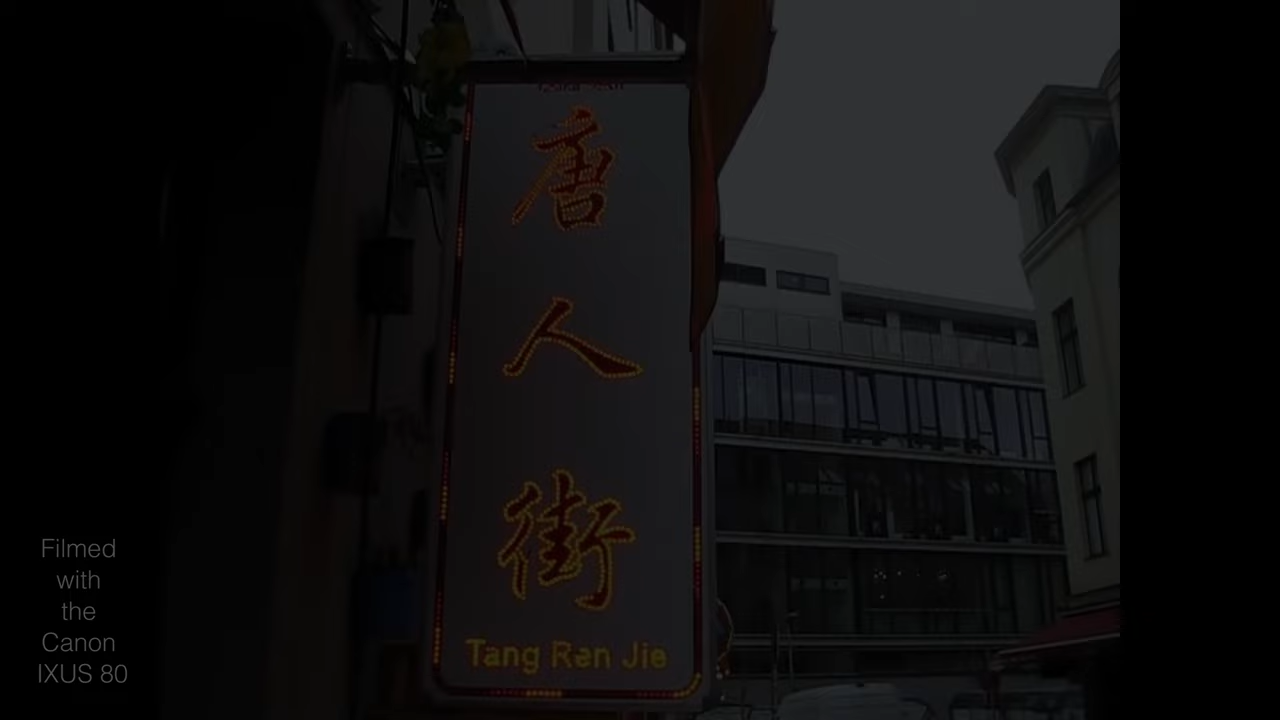 唐
人
街
Tang Ren Jie
Filmed
with
the
Canon
IXUS 80